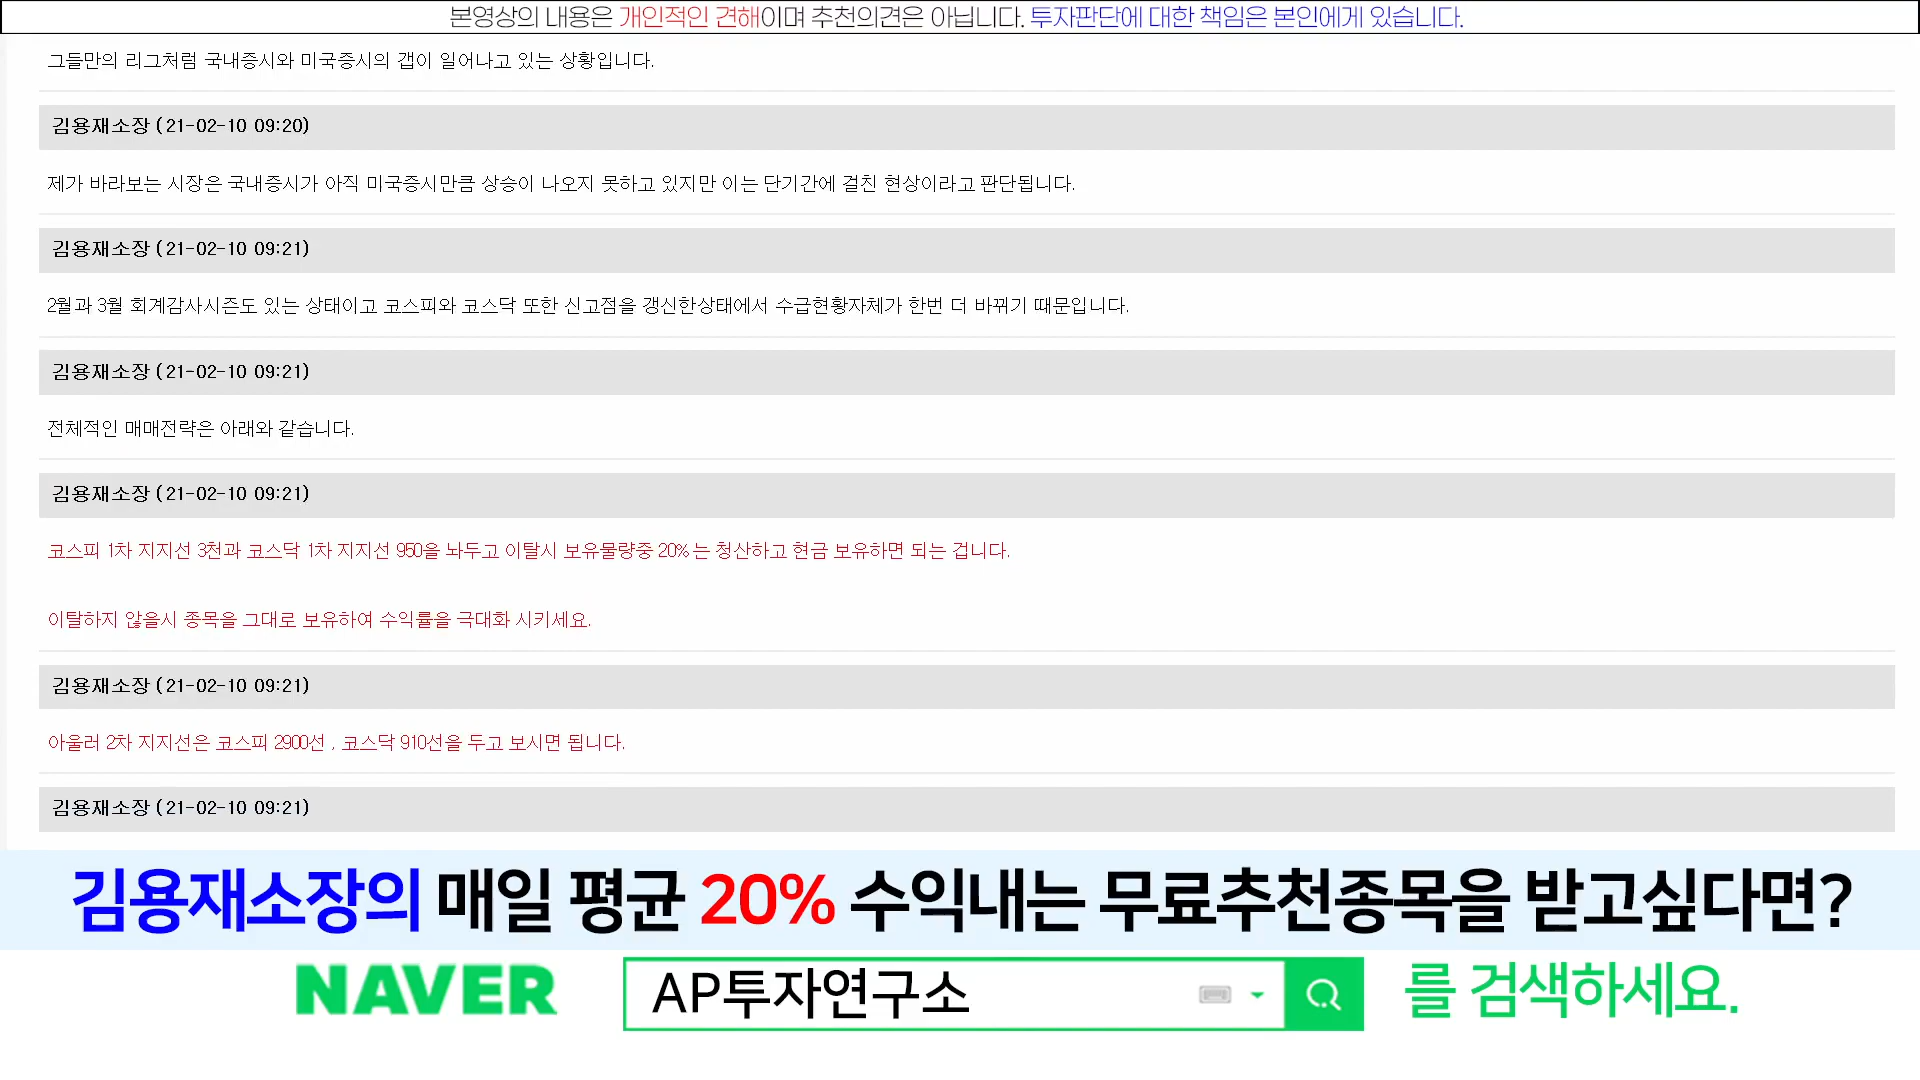 본영상의 내용은 개인적인 견해이며 추천의견은 아닙니다. 투자판단에 대한 책임은 본인에게 있습니다.
그들만의 리그처럼 국내증시와 미국증시의 갭이 일어나고 있는 상황입니다.
김용재소장 (21-02-10 09:20)
제가 바라보는 시장은 국내증시가 아직 미국증시만큼 상승이 나오지 못하고 있지만 이는 단기간에 걸친 현상이라고 판단됩니다.
김용재소장 (21-02-10 09:21)
2월과 3월 회계감사시즌도 있는 상태이고 코스피와 코스닥 또한 신고점을 갱신한상태에서 수급현황자체가 한번 더 바뀌기 때문입니다.
김용재소장 (21-02-10 09:21)
전체적인 매매전략은 아래와 같습니다.
김용재소장 (21-02-10 09:21)
코스피 1차 지지선 3천과 코스닥 1차 지지선 950을 놔두고 이탈시 보유물량중 20% 는 청산하고 현금 보유하면 되는 겁니다.
이탈하지 않을시 종목을 그대로 보유하여 수익률을 극대화 시키세요.
김용재소장 (21-02-10 09:21)
아울러 2차 지지선은 코스피 2900선 , 코스닥 910선을 두고 보시면 됩니다.
김용재소장 (21-02-10 09:21)
김용재소장의 매일 평균 20% 수익내는 무료추천종목을 받고싶다면?
NAVER AP투자연구소 를 검색하세요.